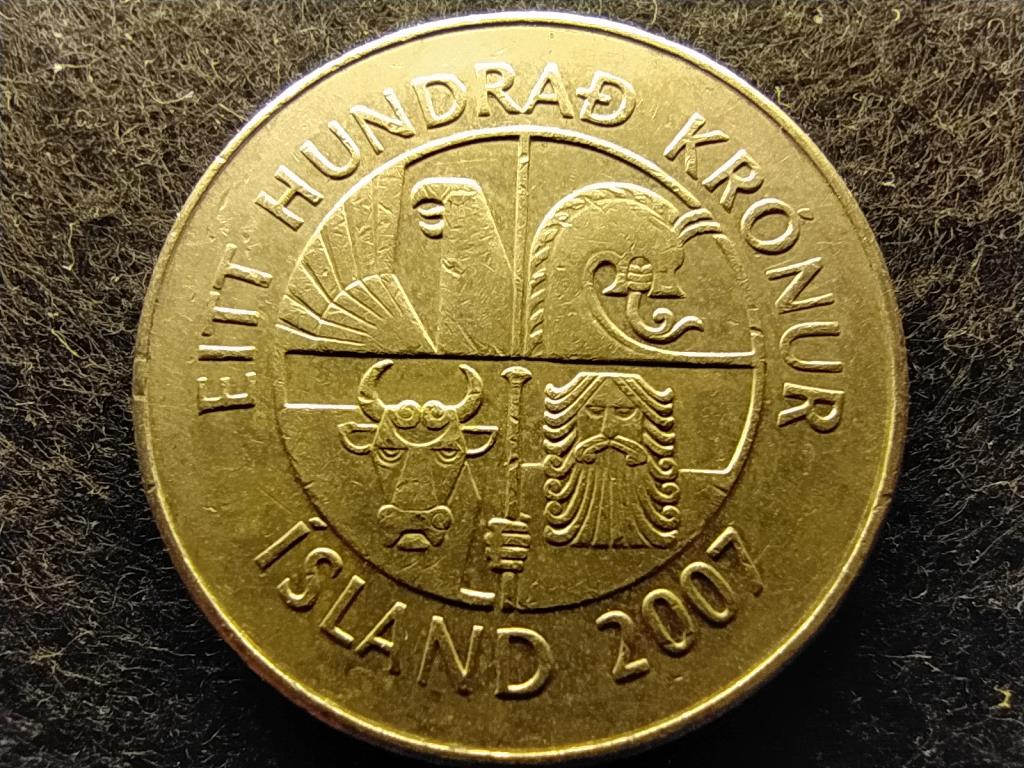 EITT HUNDRAÐ KRÓNUR
ÍSLAND 2007